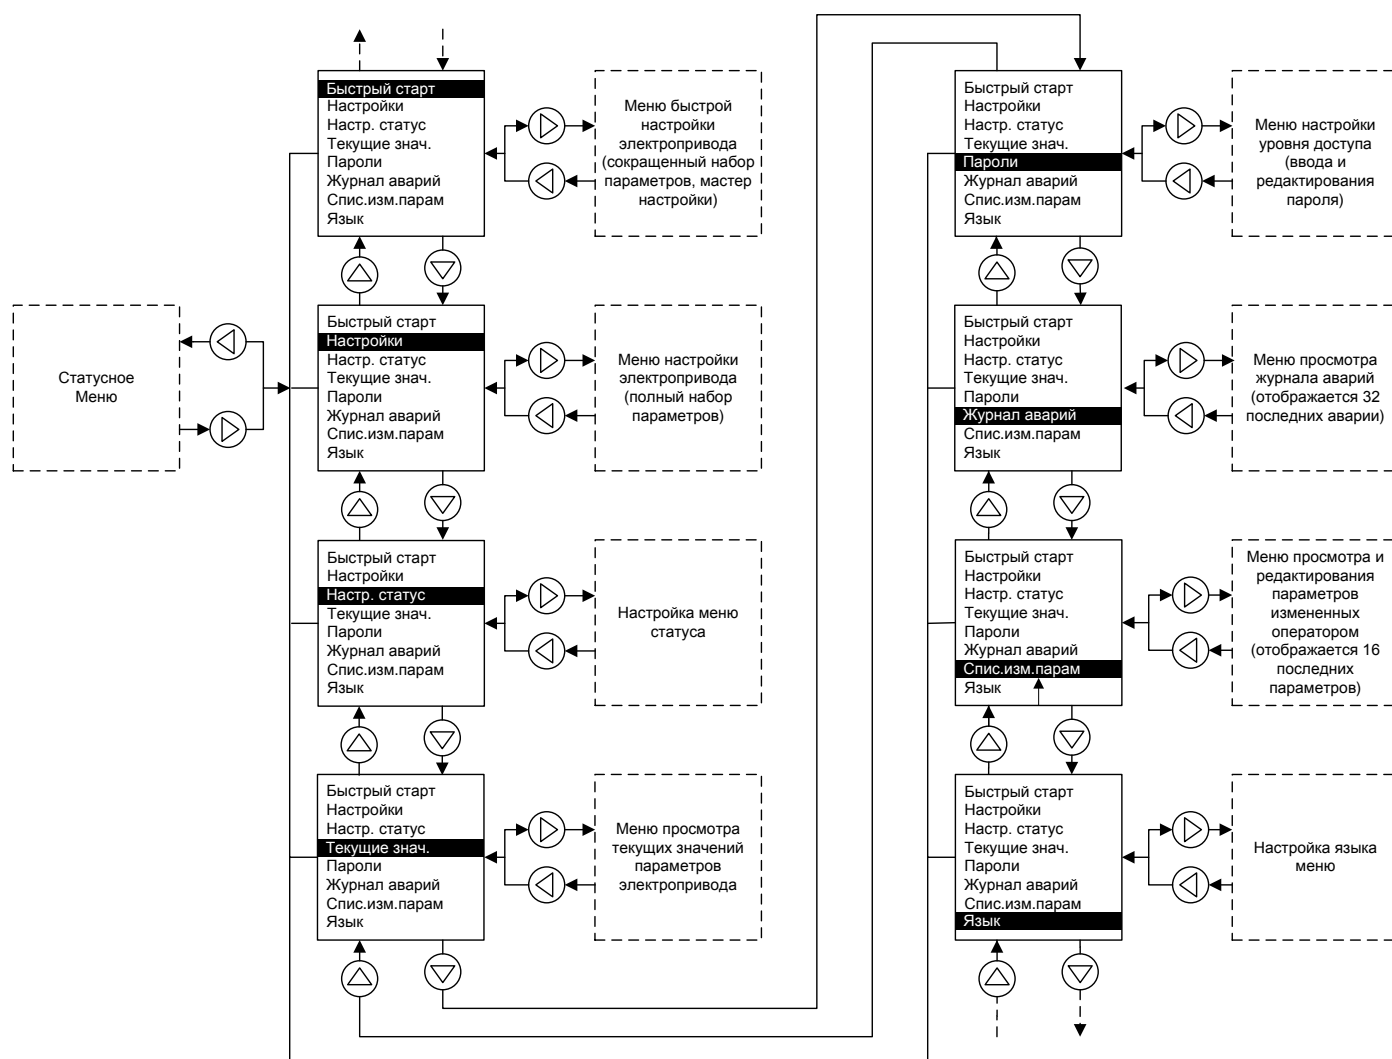 Статусное
Меню
Быстрый старт
Настройки
Настр. статус
Текущие знач.
Пароли
Журнал аварий
Спис.изм.парам
Язык
Меню быстрой
настройки
электропривода
(сокращенный набор
параметров, мастер
настройки)
Быстрый старт
Настройки
Настр. статус
Текущие знач.
Пароли
Журнал аварий
Спис.изм.парам
Язык
Меню настройки
электропривода
(полный набор
параметров)
Быстрый старт
Настройки
Настр. статус
Текущие знач.
Пароли
Журнал аварий
Спис.изм.парам
Язык
Настройка меню
статуса
Быстрый старт
Настройки
Настр. статус
Текущие знач.
Пароли
Журнал аварий
Спис.изм.парам
Язык
Меню просмотра
текущих значений
параметров
электропривода
Быстрый старт
Настройки
Настр. статус
Текущие знач.
Пароли
Журнал аварий
Спис.изм.парам
Язык
Меню настройки
уровня доступа
(ввода и
редактирования
пароля)
Быстрый старт
Настройки
Настр. статус
Текущие знач.
Пароли
Журнал аварий
Спис.изм.парам
Язык
Меню просмотра
журнала аварий
(отображается 32
последних аварии)
Быстрый старт
Настройки
Настр. статус
Текущие знач.
Пароли
Журнал аварий
Спис.изм.парам
Язык
Меню просмотра и
редактирования
параметров
измененных
оператором
(отображается 16
последних
параметров)
Быстрый старт
Настройки
Настр. статус
Текущие знач.
Пароли
Журнал аварий
Спис.изм.парам
Язык
Настройка языка
меню